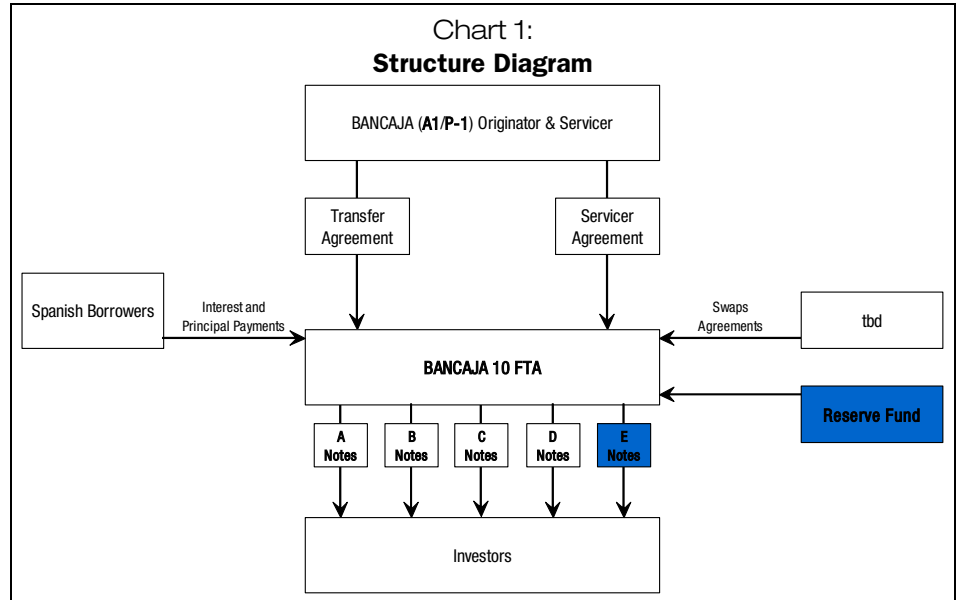 Chart 1:
Structure Diagram
BANCAJA (A1/P-1) Originator & Servicer
Transfer
Agreement
Servicer
Agreement
Spanish Borrowers
Interest and
Principal Payments
Swaps
Agreements
tbd
BANCAJA 10 FTA
Reserve Fund
A
Notes
B
Notes
C
Notes
D
Notes
E
Notes
Investors